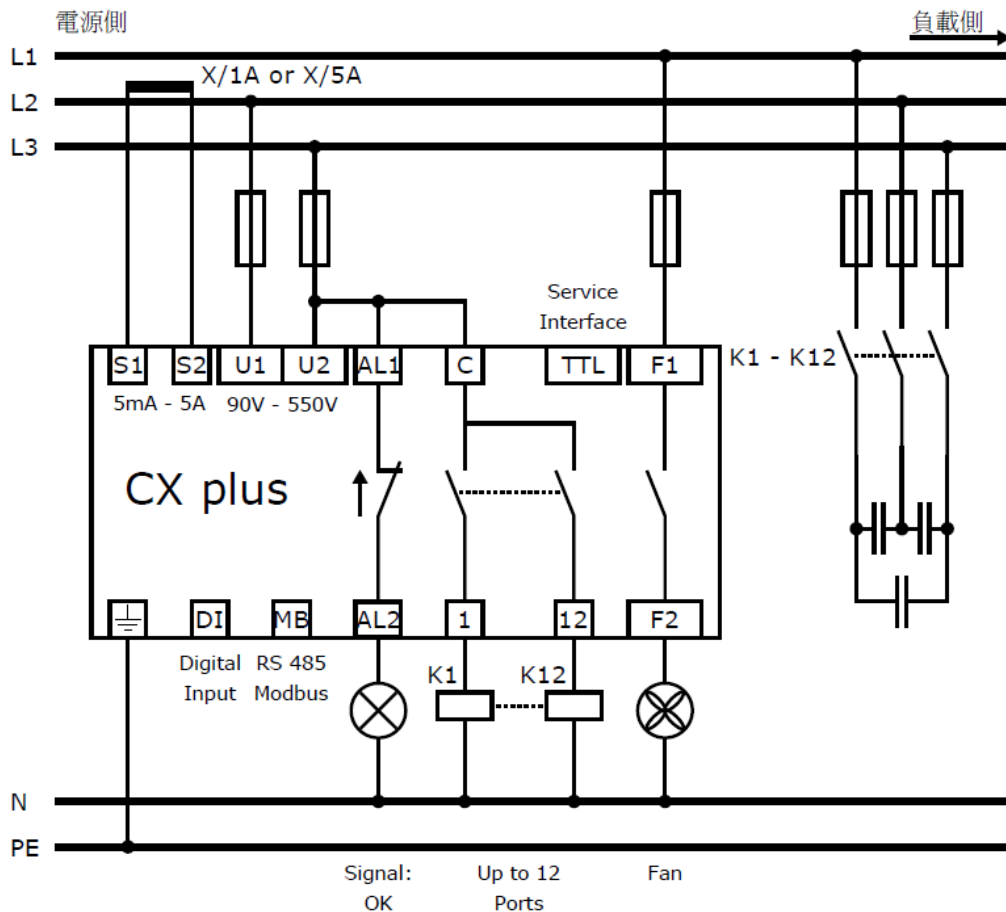 電源側
負載側
L1
X/1A or X/5A
L2
L3
Service
Interface
S1
S2
U1
U2
AL1
C
TTL
F1
K1 - K12
5mA - 5A
90V - 550V
CX plus
DI
MB
AL2
1
12
F2
Digital
Input
RS 485
Modbus
K1
K12
N
PE
Signal:
OK
Up to 12
Ports
Fan